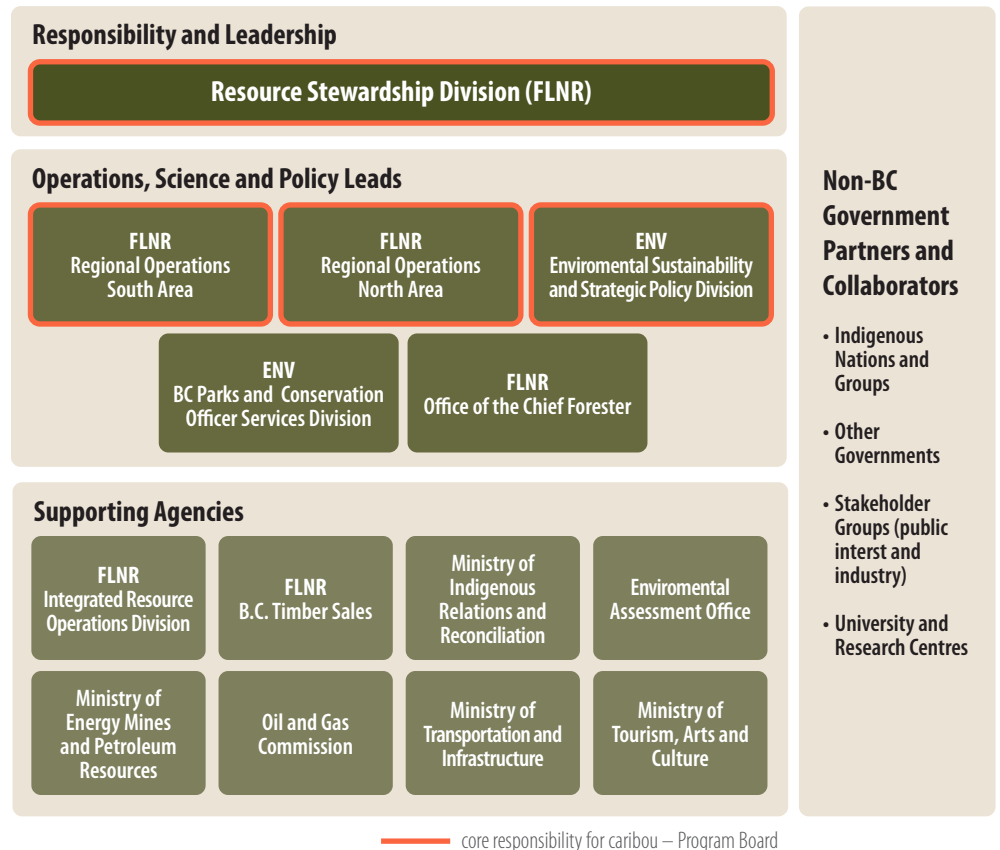 Responsibility and Leadership
Resource Stewardship Division (FLNR)
Operations, Science and Policy Leads
FLNR
Regional Operations
South Area
FLNR
Regional Operations
North Area
ENV
Enviromental Sustainability
and Strategic Policy Division
ENV
BC Parks and Conservation
Officer Services Division
FLNR
Office of the Chief Forester
Supporting Agencies
FLNR
Integrated Resource
Operations Division
FLNR
B.C. Timber Sales
Ministry of
Indigenous
Relations and
Reconciliation
Enviromental
Assessment Office
Ministry of
Energy Mines
and Petroleum
Resources
Oil and Gas
Commission
Ministry of
Transportation and
Infrastructure
Ministry of
Tourism, Arts and
Culture
Non-BC
Government
Partners and
Collaborators
• Indigenous
Nations and
Groups
• Other
Governments
• Stakeholder
Groups (public
interst and
industry)
• University and
Research Centres
core responsibility for caribou – Program Board